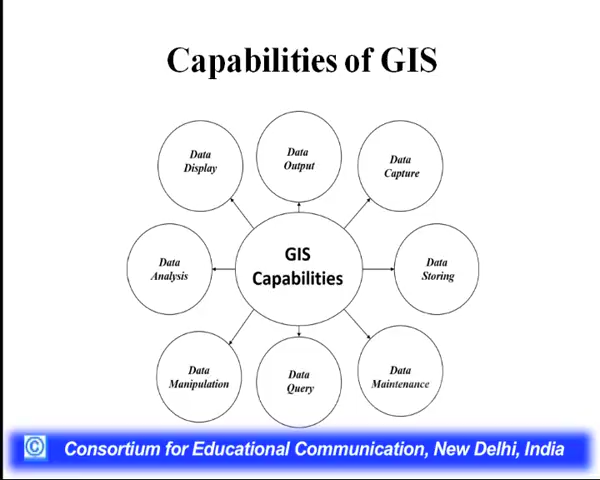 Capabilities of GIS
Data
Output
Data
Display
Data
Capture
GIS
Capabilities
Data
Analysis
Data
Storing
Data
Manipulation
Data
Query
Data
Maintenance
© Consortium for Educational Communication, New Delhi, India